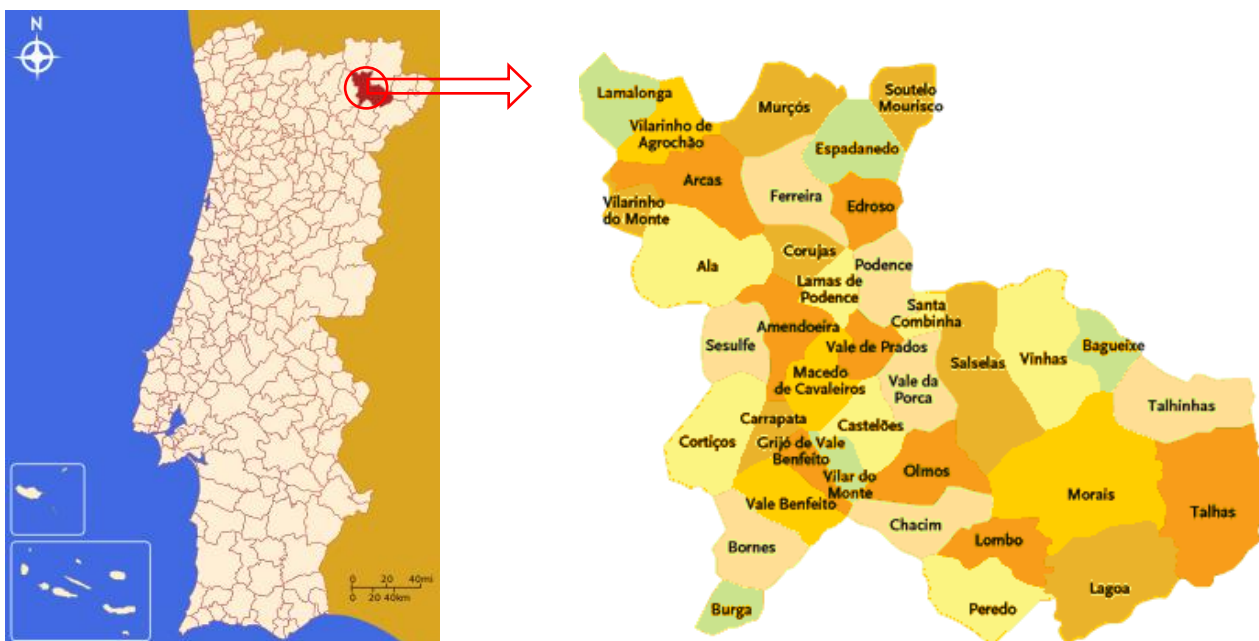 N
0 20 40mi
0 20 40km
Lamalonga
Vilarinho de
Agrochão
Murçós
Soutelo
Mourisco
Espadanedo
Arcas
Ferreira
Edroso
Vilarinho
do Monte
Ala
Corujas
Podence
Lamas de
Podence
Santa
Combinha
Amendoeira
Sesulfe
Vale de Prados
Salselas
Vinhas
Bagueixe
Macedo
de Cavaleiros
Vale da
Porca
Talhinhas
Carrapata
Castelões
Cortiços
Grijó de Vale
Benfeito
Vilar do
Monte
Olmos
Morais
Talhas
Vale Benfeito
Chacim
Lombo
Bornes
Lagoa
Burga
Peredo